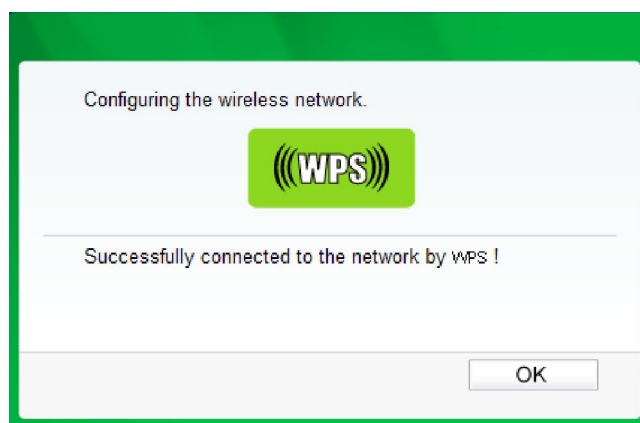 Configuring the wireless network.
(((WPS)))
Successfully connected to the network by WPS !
OK